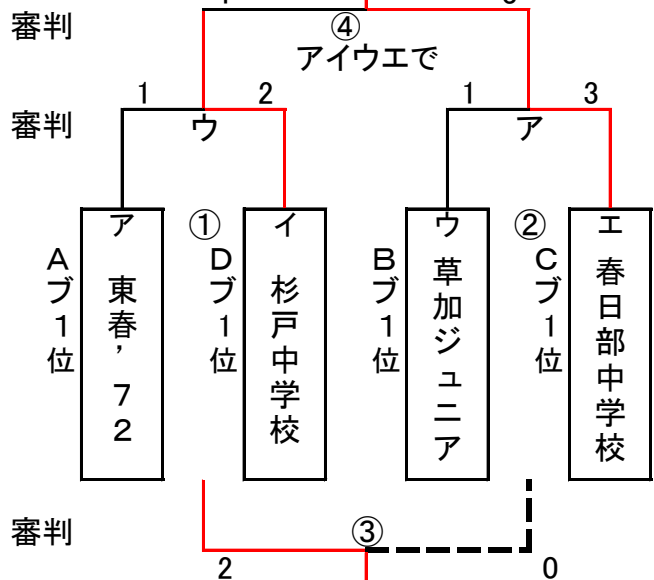 審判
④
アイウエで
1 2 1 3
審判
ウ ア
① ②
ア
東春’72
Aブ1位
イ
杉戸中学校
Dブ1位
ウ
草加ジュニア
Bブ1位
エ
春日部中学校
Cブ1位
審判
③
2 0